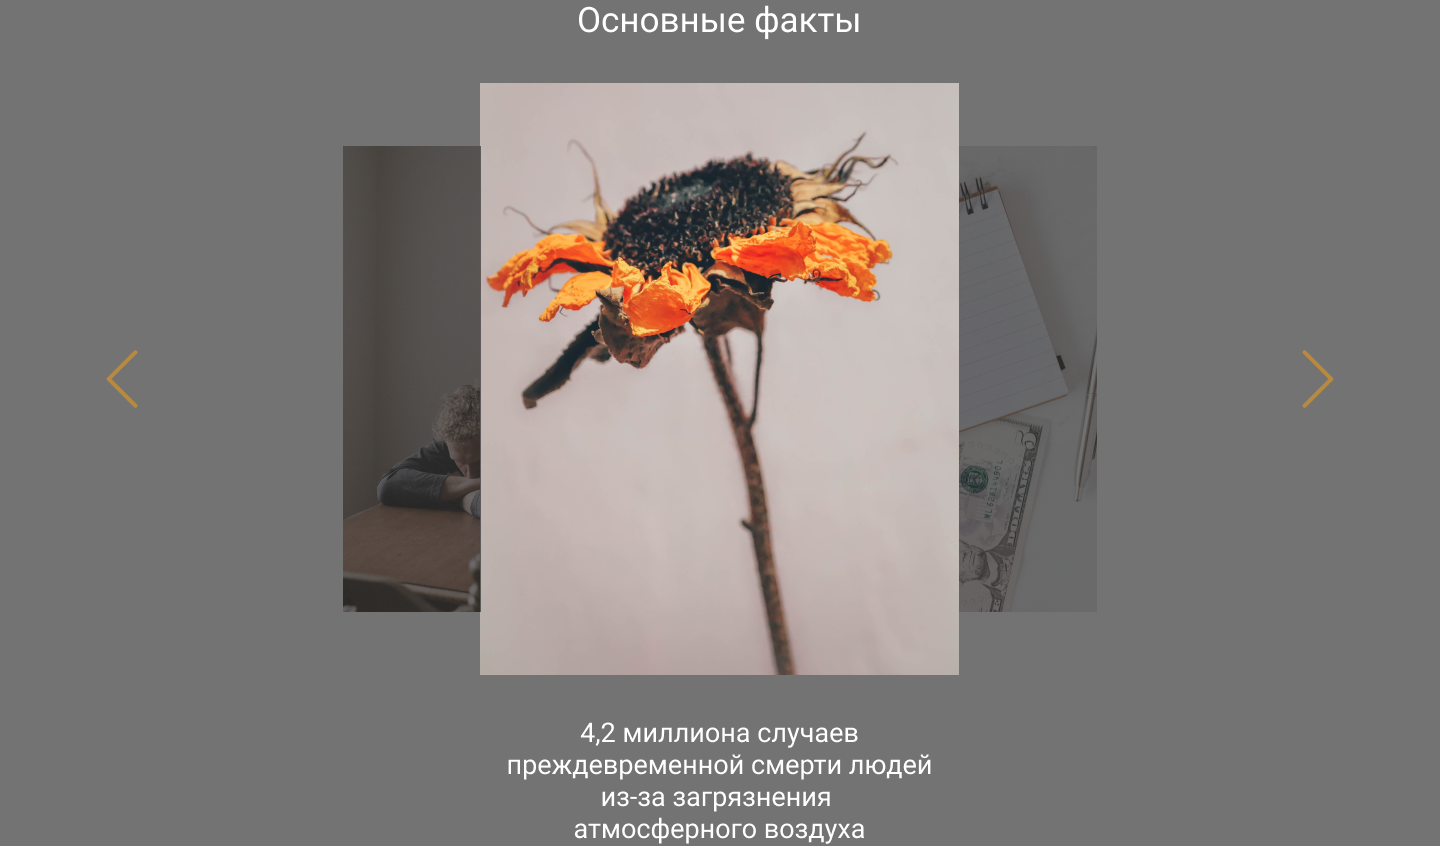 Основные факты
4,2 миллиона случаев
преждевременной смерти людей
из-за загрязнения
атмосферного воздуха